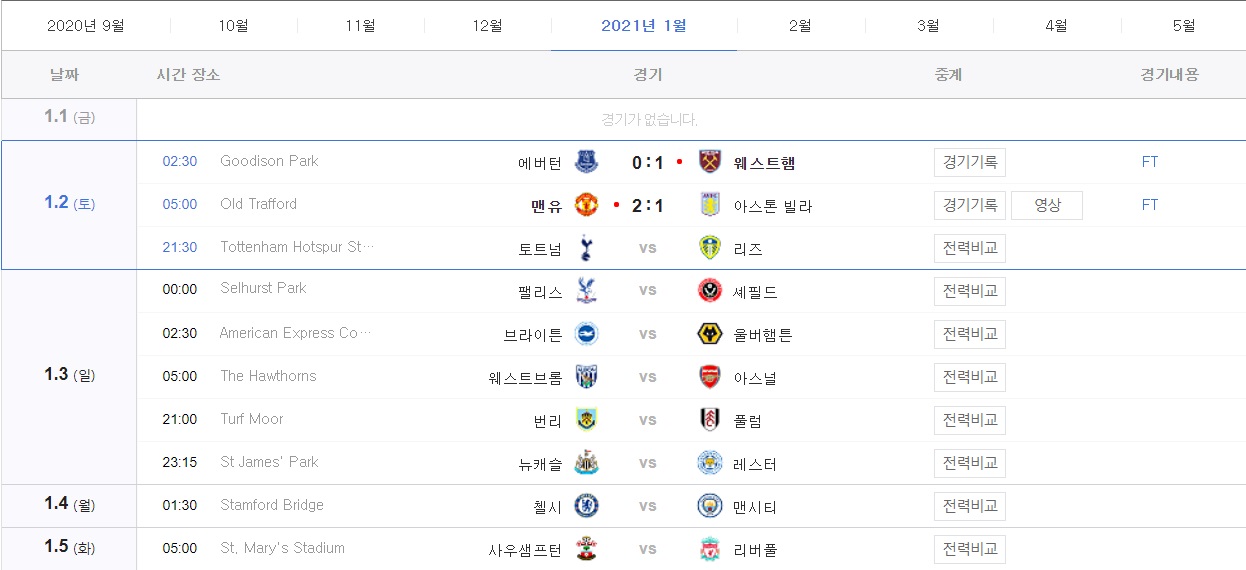 2020년 9월 10월 11월 12월 2021년 1월 2월 3월 4월 5월
날짜 시간 장소 경기 중계 경기내용
1.1 (금) 경기가 없습니다.
02:30 Goodison Park 에버턴 0:1 웨스트햄 경기기록 FT
1.2 (토) 05:00 Old Trafford 맨유 2:1 아스톤 빌라 경기기록 영상 FT
21:30 Tottenham Hotspur St… 토트넘 vs 리즈 전력비교
00:00 Selhurst Park 팰리스 vs 셰필드 전력비교
02:30 American Express Co… 브라이튼 vs 울버햄튼 전력비교
1.3 (일) 05:00 The Hawthorns 웨스트브롬 vs 아스널 전력비교
21:00 Turf Moor 번리 vs 풀럼 전력비교
23:15 St James' Park 뉴캐슬 vs 레스터 전력비교
1.4 (월) 01:30 Stamford Bridge 첼시 vs 맨시티 전력비교
1.5 (화) 05:00 St. Mary's Stadium 사우샘프턴 vs 리버풀 전력비교